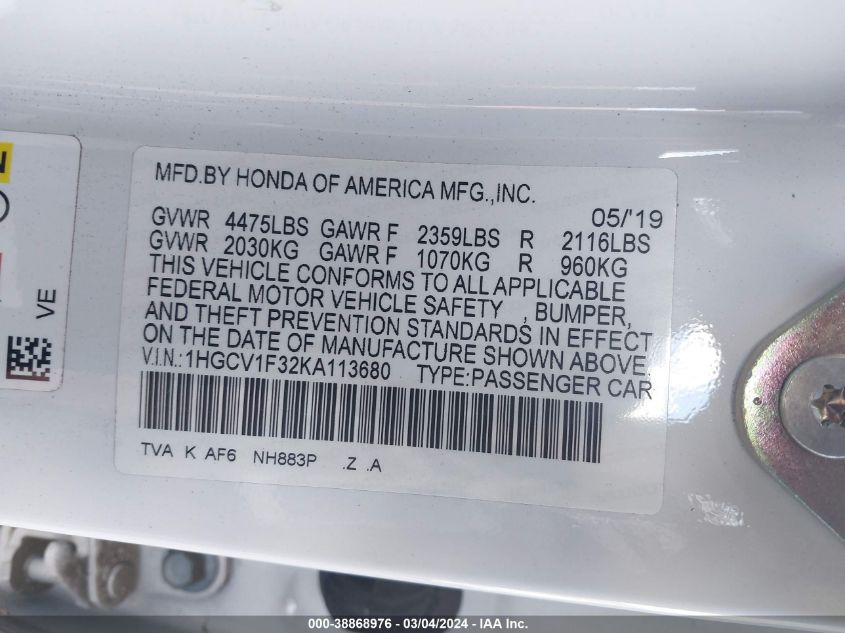 N
VE
MFD.BY HONDA OF AMERICA MFG.,INC.
05/'19
GVWR 4475LBS GAWR F 2359LBS R 2116LBS
GVWR 2030KG GAWR F 1070KG R 960KG
THIS VEHICLE CONFORMS TO ALL APPLICABLE
FEDERAL MOTOR VEHICLE SAFETY , BUMPER,
AND THEFT PREVENTION STANDARDS IN EFFECT
ON THE DATE OF MANUFACTURE SHOWN ABOVE.
V.I.N.:1HGCV1F32KA113680 TYPE:PASSENGER CAR
TVA K AF6 NH883P .Z .A
000-38868976 - 03/04/2024 - IAA Inc.